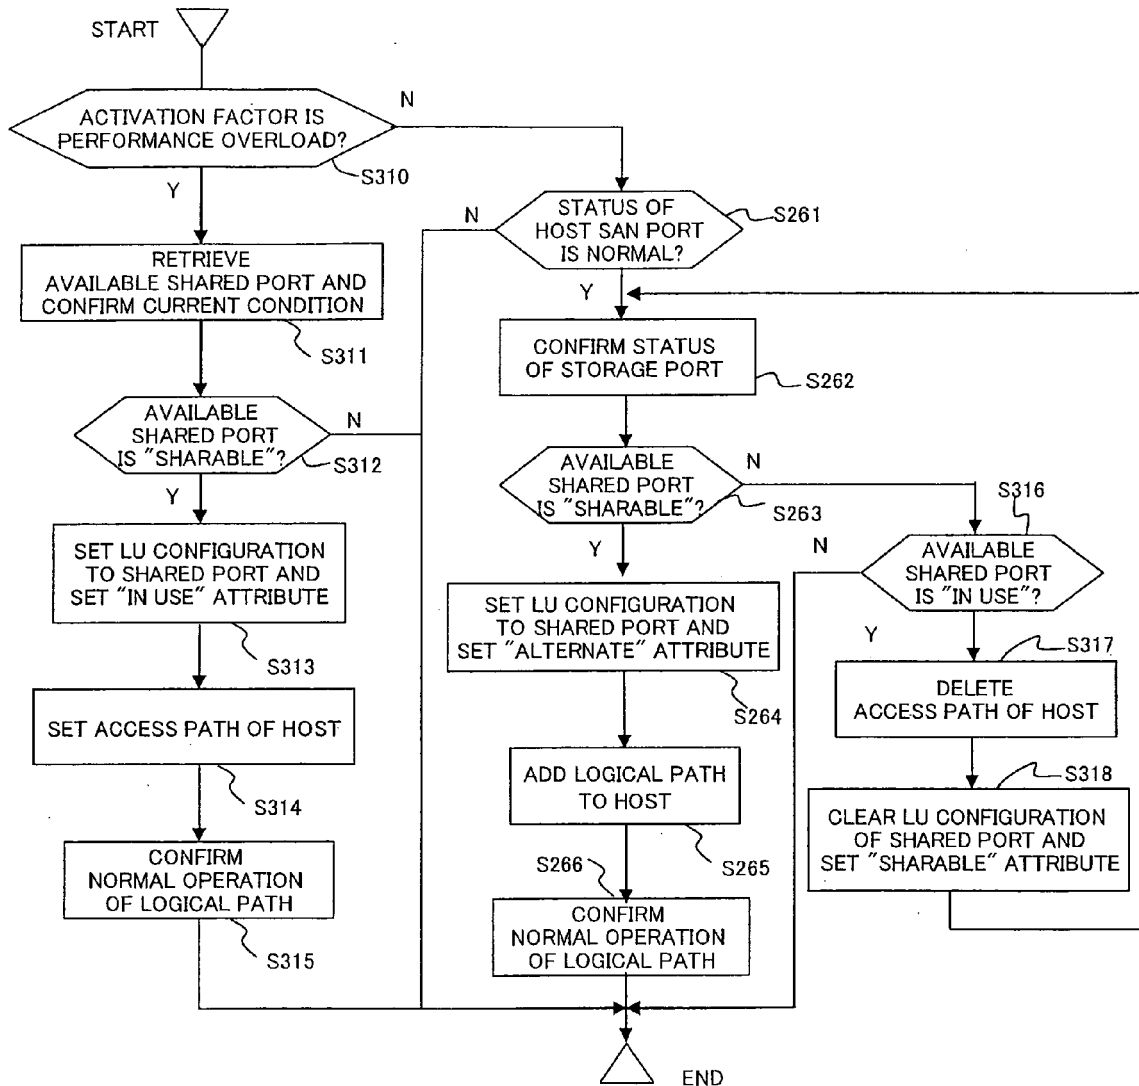 START
ACTIVATION FACTOR IS
PERFORMANCE OVERLOAD?
N
S310
Y
STATUS OF
HOST SAN PORT
IS NORMAL?
S261
N
Y
RETRIEVE
AVAILABLE SHARED PORT AND
CONFIRM CURRENT CONDITION
S311
CONFIRM STATUS
OF STORAGE PORT
S262
AVAILABLE
SHARED PORT
IS "SHARABLE"?
N
S312
Y
AVAILABLE
SHARED PORT
IS "SHARABLE"?
N
S263
Y
S316
AVAILABLE
SHARED PORT
IS "IN USE"?
N
Y
SET LU CONFIGURATION
TO SHARED PORT AND
SET "IN USE" ATTRIBUTE
S313
SET LU CONFIGURATION
TO SHARED PORT AND
SET "ALTERNATE" ATTRIBUTE
S264
S317
DELETE
ACCESS PATH OF HOST
SET ACCESS PATH OF HOST
S314
ADD LOGICAL PATH
TO HOST
S265
S318
CLEAR LU CONFIGURATION
OF SHARED PORT AND
SET "SHARABLE" ATTRIBUTE
CONFIRM
NORMAL OPERATION
OF LOGICAL PATH
S315
S266
CONFIRM
NORMAL OPERATION
OF LOGICAL PATH
END